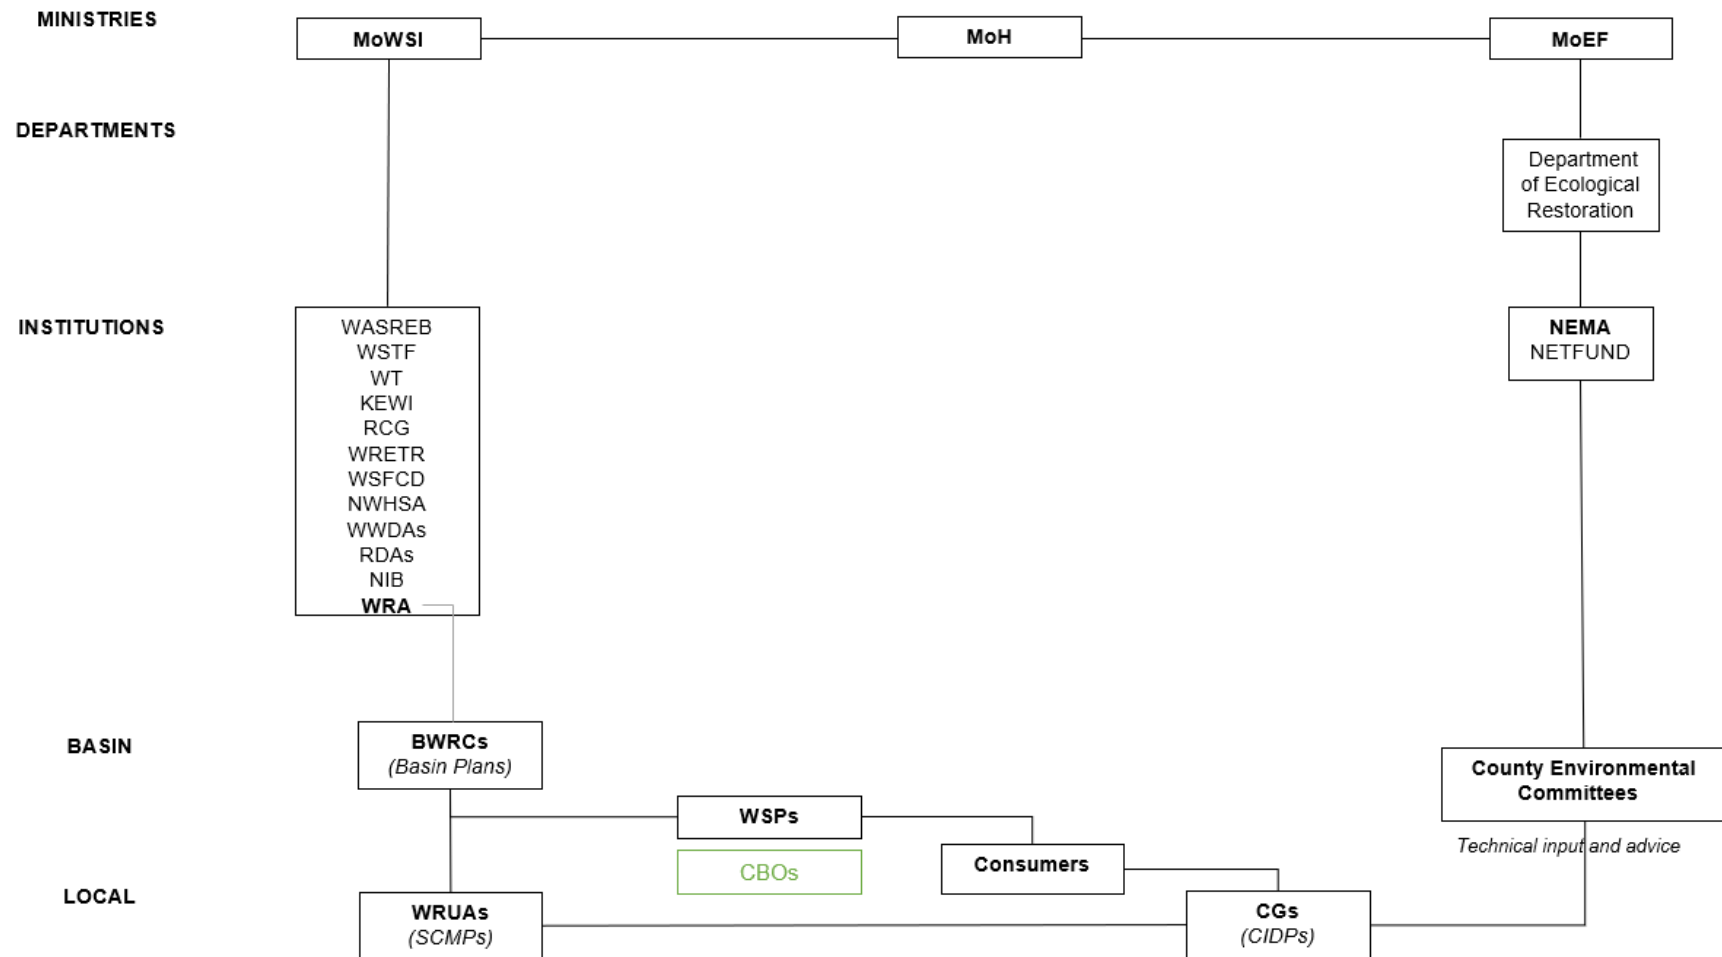 MINISTRIES
MoWSI
MoH
MoEF
DEPARTMENTS
Department
of Ecological
Restoration
INSTITUTIONS
WASREB
WSTF
WT
KEWI
RCG
WRETR
WSFCD
NWHSA
WWDAs
RDAs
NIB
WRA
NEMA
NETFUND
BASIN
BWRCs
(Basin Plans)
County Environmental
Committees
Technical input and advice
WSPs
CBOs
Consumers
LOCAL
WRUAs
(SCMPs)
CGs
(CIDPs)